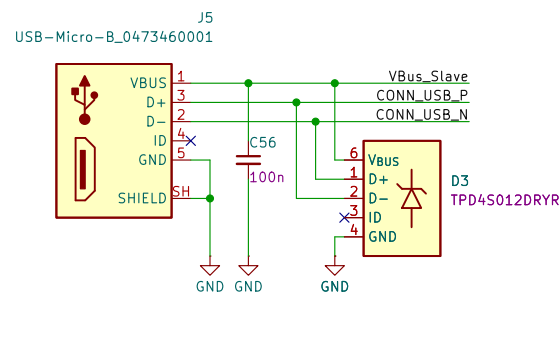 J5
USB-Micro-B_0473460001
VBUS 1
D+ 3
D- 2
ID 4
GND 5
SHIELD SH
VBus_Slave
CONN_USB_P
CONN_USB_N
C56
100n
6 VBUS
1 D+
2 D-
3 ID
4 GND
D3
TPD4S012DRYR
GND
GND
GND